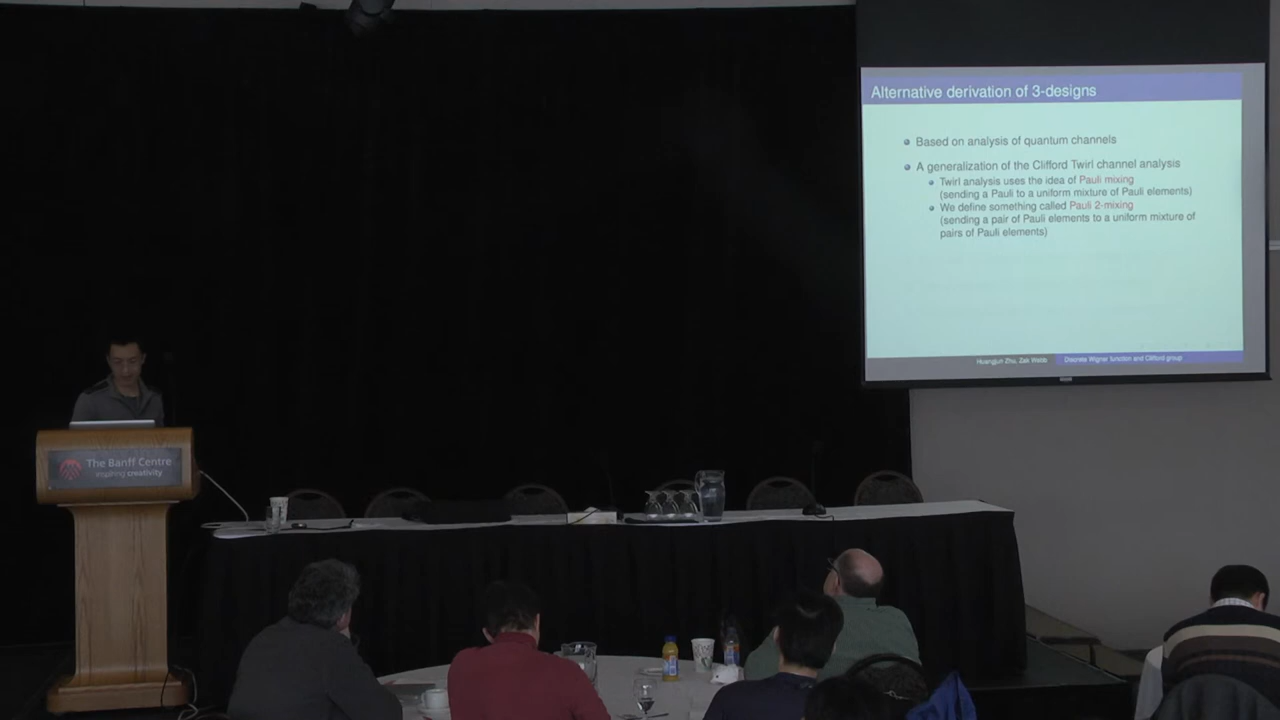 Alternative derivation of 3-designs
Based on analysis of quantum channels
A generalization of the Clifford Twirl channel analysis
Twirl analysis uses the idea of Pauli mixing
(sending a Pauli to a uniform mixture of Pauli elements)
We define something called Pauli 2-mixing
(sending a pair of Pauli elements to a uniform mixture of
pairs of Pauli elements)
Huangjun Zhu, Zak Webb
Discrete Wigner function and Clifford group
The Banff Centre
inspiring creativity